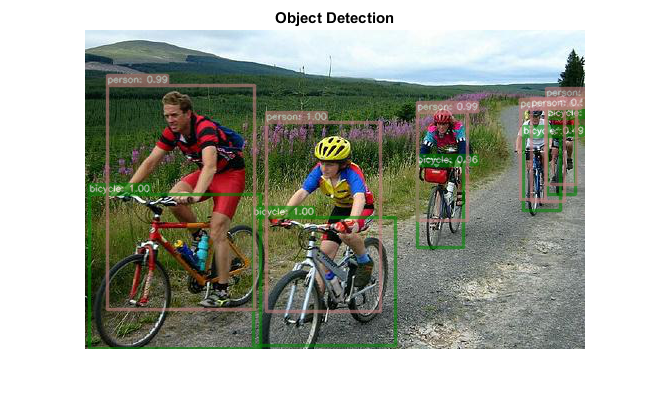 Object Detection
person: 0.99
person: 1.00
person: 0.99
bicycle: 1.00
bicycle: 1.00
bicycle: 0.96